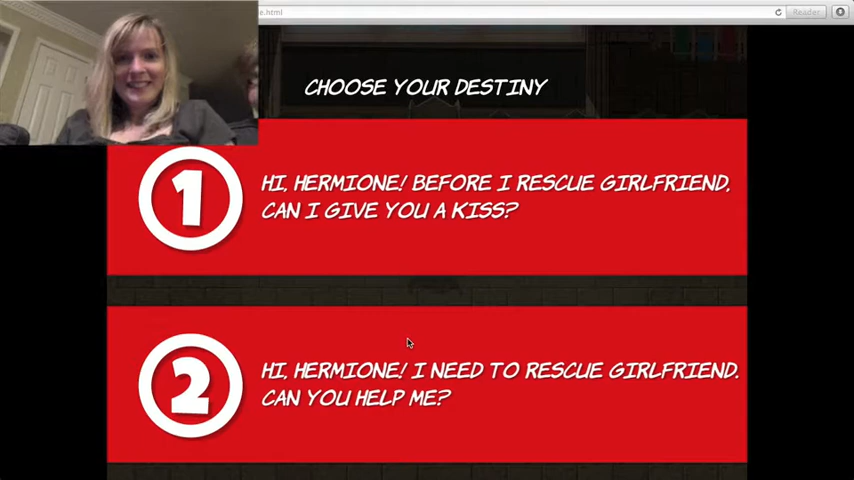 e.html
Reader
CHOOSE YOUR DESTINY
1
HI, HERMIONE! BEFORE I RESCUE GIRLFRIEND,
CAN I GIVE YOU A KISS?
2
HI, HERMIONE! I NEED TO RESCUE GIRLFRIEND.
CAN YOU HELP ME?